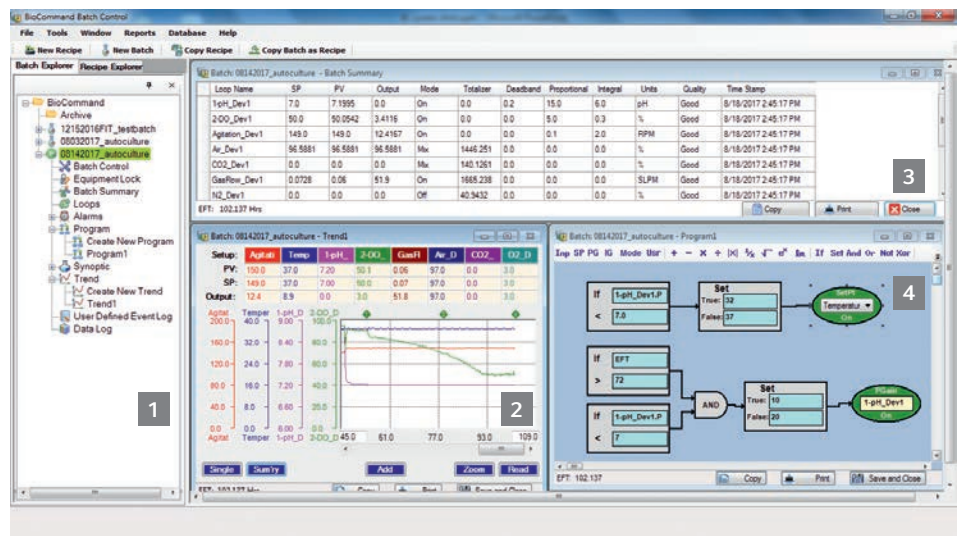 BioCommand Batch Control
File Tools Window Reports Database Help
New Recipe New Batch Copy Recipe Copy Batch as Recipe
Batch Explorer Recipe Explorer
BioCommand
Archive
12152016FIT_testbatch
08032017_autoculture
08142017_autoculture
Batch Control
Equipment Lock
Batch Summary
Loops
Alarms
Program
Create New Program
Program1
Synoptic
Trend
Create New Trend
Trend1
User Defined Event Log
Data Log
1
Batch: 08142017_autoculture - Batch Summary
Loop Name SP PV Output Mode Totalizer Deadband Proportional Integral Units Quality Time Stamp
1-pH_Dev1 7.0 7.1995 0.0 On 0.0 0.2 15.0 6.0 pH Good 8/18/2017 2:45:17 PM
2-DO_Dev1 50.0 50.0542 3.4116 On 0.0 0.0 5.0 0.3 % Good 8/18/2017 2:45:17 PM
Agitation_Dev1 149.0 149.0 12.4167 On 0.0 0.0 0.1 2.0 RPM Good 8/18/2017 2:45:17 PM
Air_Dev1 96.5881 96.5881 96.5881 Mix 1446.251 0.0 0.0 0.0 % Good 8/18/2017 2:45:17 PM
CO2_Dev1 0.0 0.0 0.0 Mix 140.1261 0.0 0.0 0.0 % Good 8/18/2017 2:45:17 PM
GasFlow_Dev1 0.0728 0.06 51.9 On 1665.238 0.0 0.0 0.0 SLPM Good 8/18/2017 2:45:17 PM
N2_Dev1 0.0 0.0 0.0 Off 40.9432 0.0 0.0 0.0 % Good 8/18/2017 2:45:17 PM
EFT: 102.137 Hrs Copy Print Close
3
Batch: 08142017_autoculture - Trend1
Setup: Agitati Temp 1-pH_ 2-DO_ GasFl Air_D CO2_ O2_D
PV: 150.0 37.0 7.20 50.1 0.06 97.0 0.0 3.0
SP: 149.0 37.0 7.00 50.0 0.07 97.0 0.0 3.0
Output: 12.4 8.9 0.0 3.0 51.8 97.0 0.0 3.0
Agitat Temper 1-pH_D 2-DO_D
200.0 40.0 9.00 100.0
160.0 32.0 8.40 80.0
120.0 24.0 7.80 60.0
80.0 16.0 7.20 40.0
40.0 8.0 6.60 20.0
0.0 0.0 6.00 0.0
Agitat Temper 1-pH_D 2-DO_D 45.0 61.0 77.0 93.0 109.0
2
Single Sum'ry Add Zoom Read
EFT: 102.137 Hrs Copy Print Save and Close
Batch: 08142017_autoculture - Program1
Inp SP PG IG Mode Usr + - × ÷ |X| ½ √ eˣ ln If Set And Or Not Xor
If 1-pH_Dev1.P
< 7.0
Set
True: 32
False: 37
SetPt
Temperatur
On
4
If EFT
> 72
If 1-pH_Dev1.P
< 7
AND
Set
True: 10
False: 20
PGain
1-pH_Dev1
On
EFT: 102.137 Copy Print Save and Close